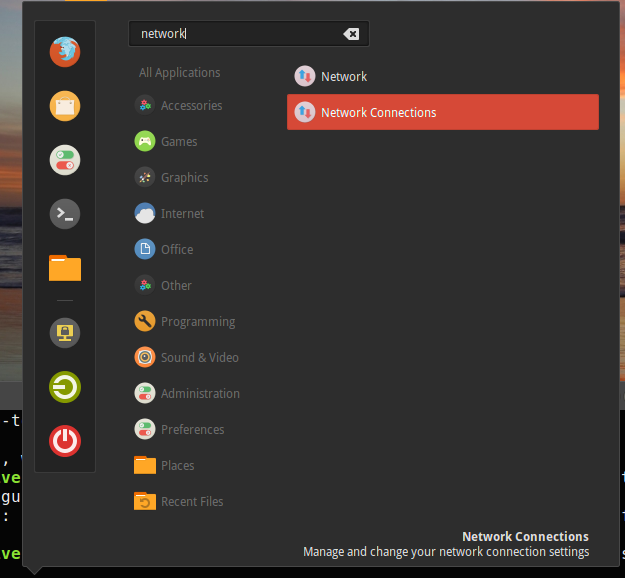 network
All Applications
Accessories
Games
Graphics
Internet
Office
Other
Programming
Sound & Video
Administration
Preferences
Places
Recent Files
Network
Network Connections
Network Connections
Manage and change your network connection settings
-t
ve
gu
:
ve